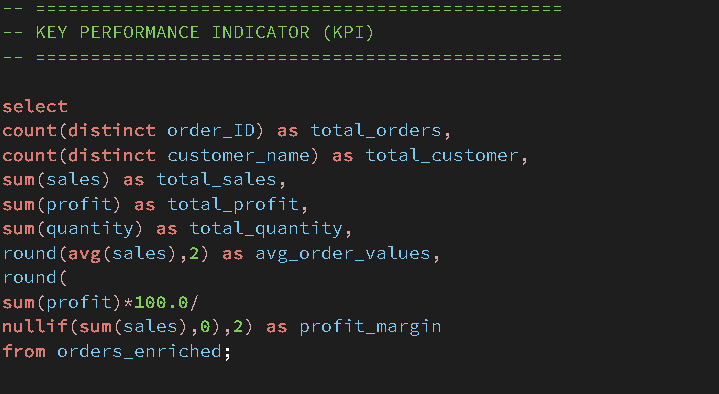 -- ================================================
-- KEY PERFORMANCE INDICATOR (KPI)
-- ================================================
select
count(distinct order_ID) as total_orders,
count(distinct customer_name) as total_customer,
sum(sales) as total_sales,
sum(profit) as total_profit,
sum(quantity) as total_quantity,
round(avg(sales),2) as avg_order_values,
round(
sum(profit)*100.0/
nullif(sum(sales),0),2) as profit_margin
from orders_enriched;